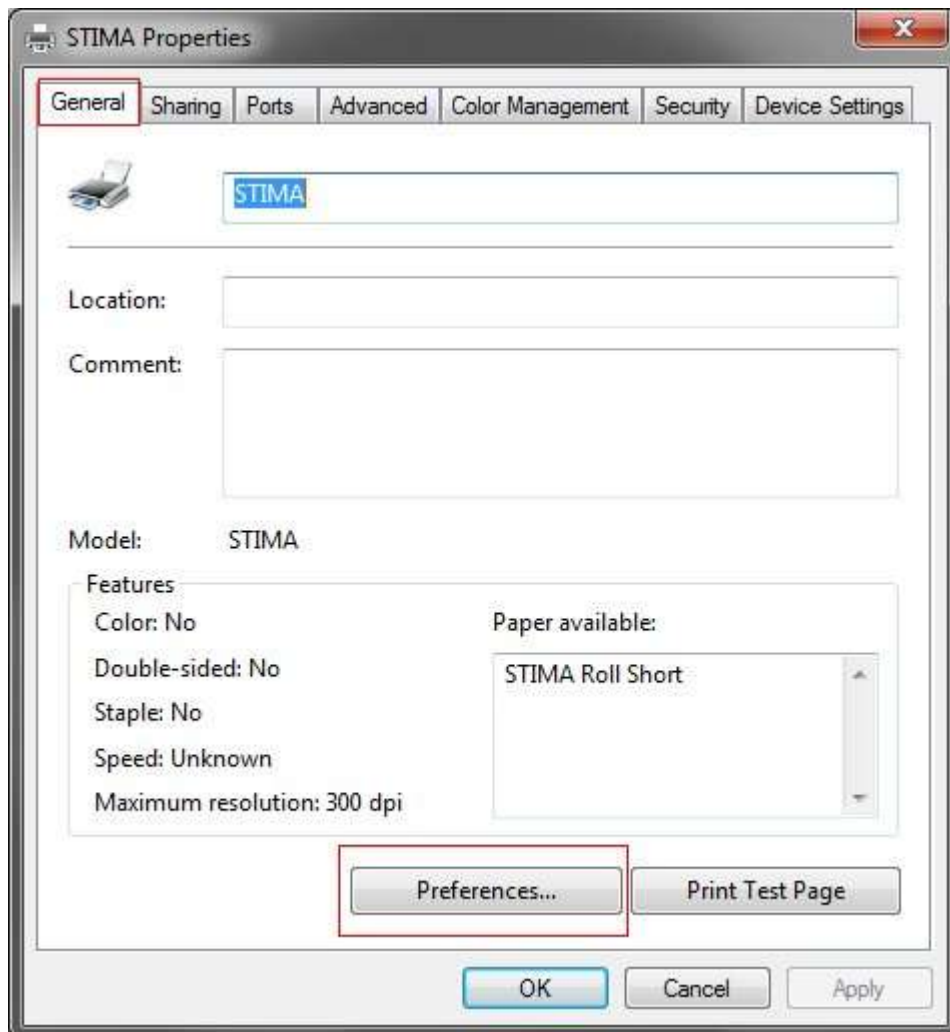 STIMA Properties
General Sharing Ports Advanced Color Management Security Device Settings
STIMA
Location:
Comment:
Model: STIMA
Features
Color: No
Paper available:
Double-sided: No
STIMA Roll Short
Staple: No
Speed: Unknown
Maximum resolution: 300 dpi
Preferences... Print Test Page
OK Cancel Apply